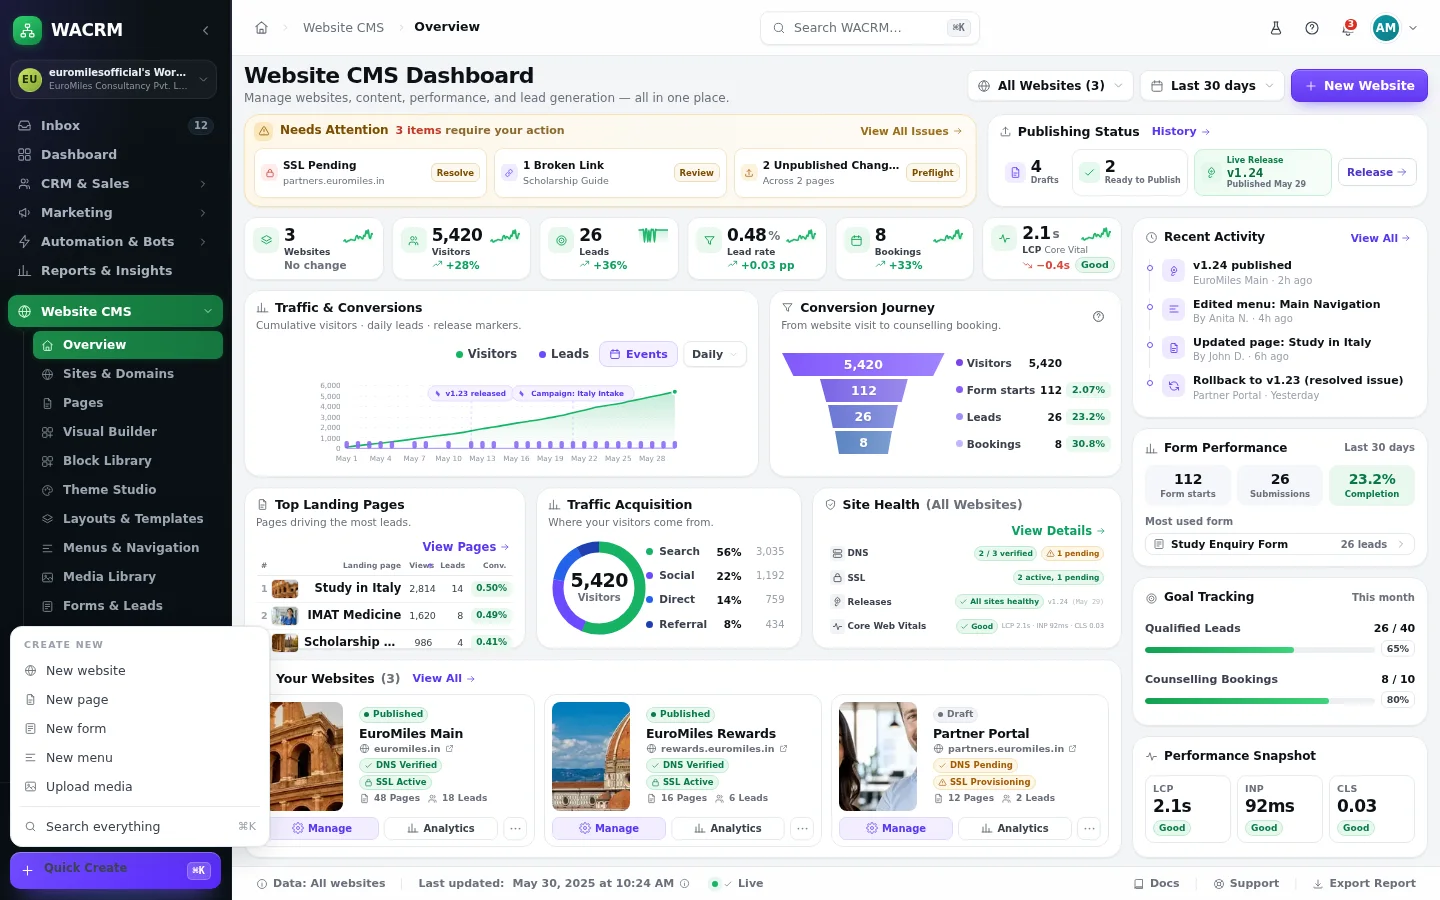 WACRM
Website CMS
Overview
Search WACRM...
⌘K
3
AM
EU
euromilesofficial's Wor...
EuroMiles Consultancy Pvt. L...
Inbox
12
Dashboard
CRM & Sales
Marketing
Automation & Bots
Reports & Insights
Website CMS
Overview
Sites & Domains
Pages
Visual Builder
Block Library
Theme Studio
Layouts & Templates
Menus & Navigation
Media Library
Forms & Leads
CREATE NEW
New website
New page
New form
New menu
Upload media
Search everything
⌘K
Quick Create
⌘K
Website CMS Dashboard
Manage websites, content, performance, and lead generation — all in one place.
All Websites (3)
Last 30 days
New Website
Needs Attention
3 items require your action
View All Issues →
SSL Pending
partners.euromiles.in
Resolve
1 Broken Link
Scholarship Guide
Review
2 Unpublished Chang...
Across 2 pages
Preflight
Publishing Status
History →
4
Drafts
2
Ready to Publish
Live Release
v1.24
Published May 29
Release →
3
Websites
No change
5,420
Visitors
+28%
26
Leads
+36%
0.48%
Lead rate
+0.03 pp
8
Bookings
+33%
2.1s
LCP Core Vital
−0.4s
Good
Traffic & Conversions
Cumulative visitors · daily leads · release markers.
Visitors
Leads
Events
Daily
6,000
5,000
4,000
3,000
2,000
1,000
0
v1.23 released
Campaign: Italy Intake
May 1
May 4
May 7
May 10
May 13
May 16
May 19
May 22
May 25
May 28
Conversion Journey
From website visit to counselling booking.
5,420
112
26
8
Visitors 5,420
Form starts 112 2.07%
Leads 26 23.2%
Bookings 8 30.8%
Top Landing Pages
Pages driving the most leads.
View Pages →
# Landing page Views Leads Conv.
1 Study in Italy 2,814 14 0.50%
2 IMAT Medicine 1,620 8 0.49%
Scholarship ... 986 4 0.41%
Traffic Acquisition
Where your visitors come from.
5,420
Visitors
Search 56% 3,035
Social 22% 1,192
Direct 14% 759
Referral 8% 434
Site Health (All Websites)
View Details →
DNS
2 / 3 verified
1 pending
SSL
2 active, 1 pending
Releases
All sites healthy
v1.24 (May 29)
Core Web Vitals
Good
LCP 2.1s · INP 92ms · CLS 0.03
Your Websites (3)
View All →
Published
EuroMiles Main
euromiles.in
DNS Verified
SSL Active
48 Pages
18 Leads
Manage
Analytics
Published
EuroMiles Rewards
rewards.euromiles.in
DNS Verified
SSL Active
16 Pages
6 Leads
Manage
Analytics
Draft
Partner Portal
partners.euromiles.in
DNS Pending
SSL Provisioning
12 Pages
2 Leads
Manage
Analytics
Recent Activity
View All →
v1.24 published
EuroMiles Main · 2h ago
Edited menu: Main Navigation
By Anita N. · 4h ago
Updated page: Study in Italy
By John D. · 6h ago
Rollback to v1.23 (resolved issue)
Partner Portal · Yesterday
Form Performance
Last 30 days
112
Form starts
26
Submissions
23.2%
Completion
Most used form
Study Enquiry Form
26 leads
Goal Tracking
This month
Qualified Leads
26 / 40
65%
Counselling Bookings
8 / 10
80%
Performance Snapshot
LCP
2.1s
Good
INP
92ms
Good
CLS
0.03
Good
Data: All websites
Last updated: May 30, 2025 at 10:24 AM
Live
Docs
Support
Export Report